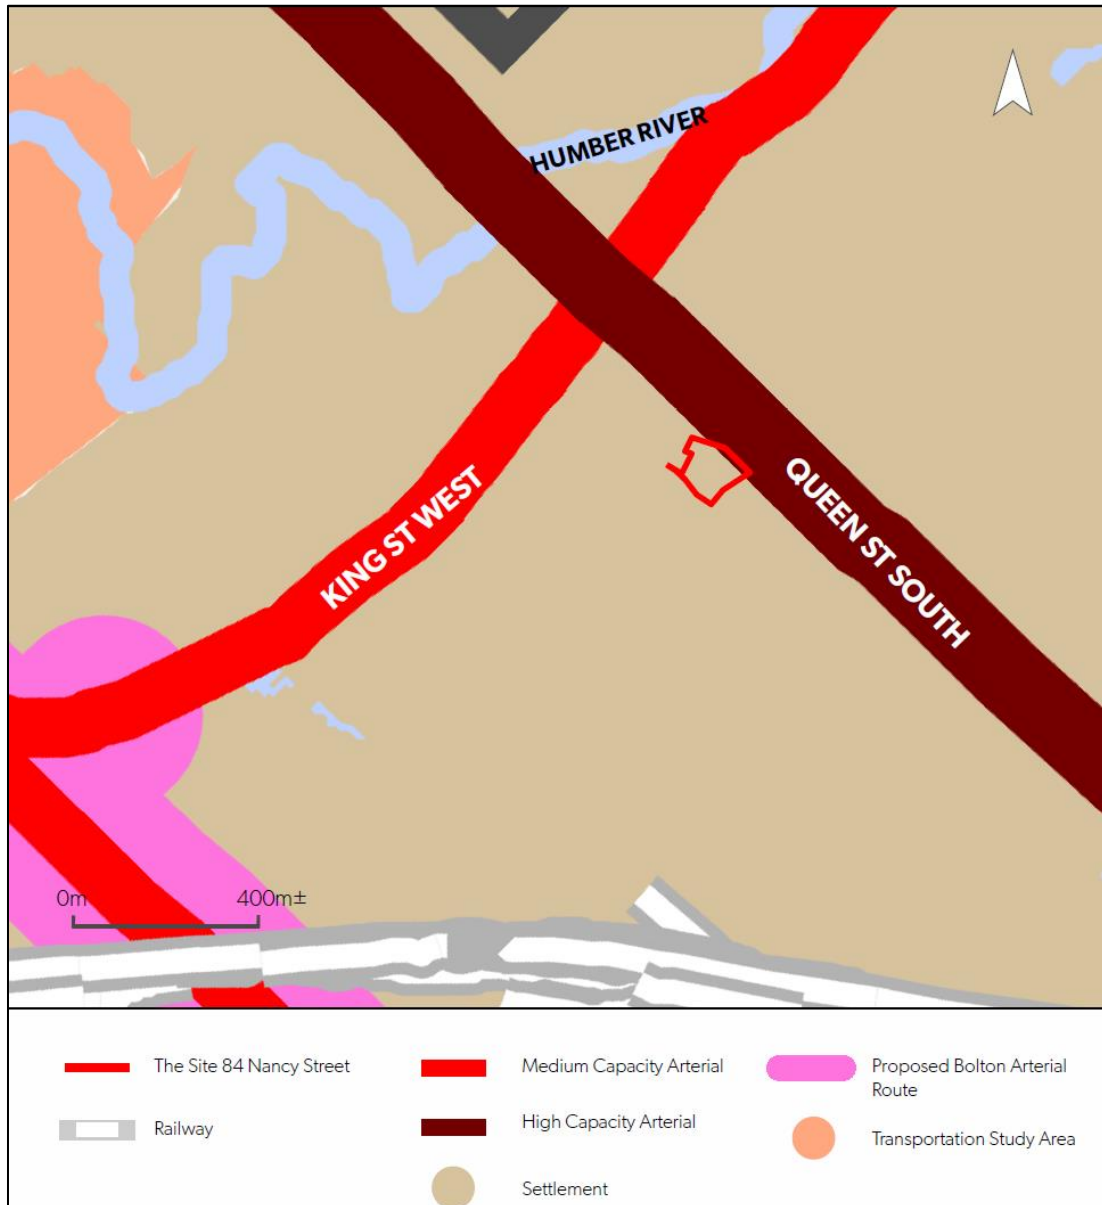 HUMBER RIVER
KING ST WEST
QUEEN ST SOUTH
0m 400m±
The Site 84 Nancy Street
Medium Capacity Arterial
Proposed Bolton Arterial
Route
Railway
High Capacity Arterial
Transportation Study Area
Settlement